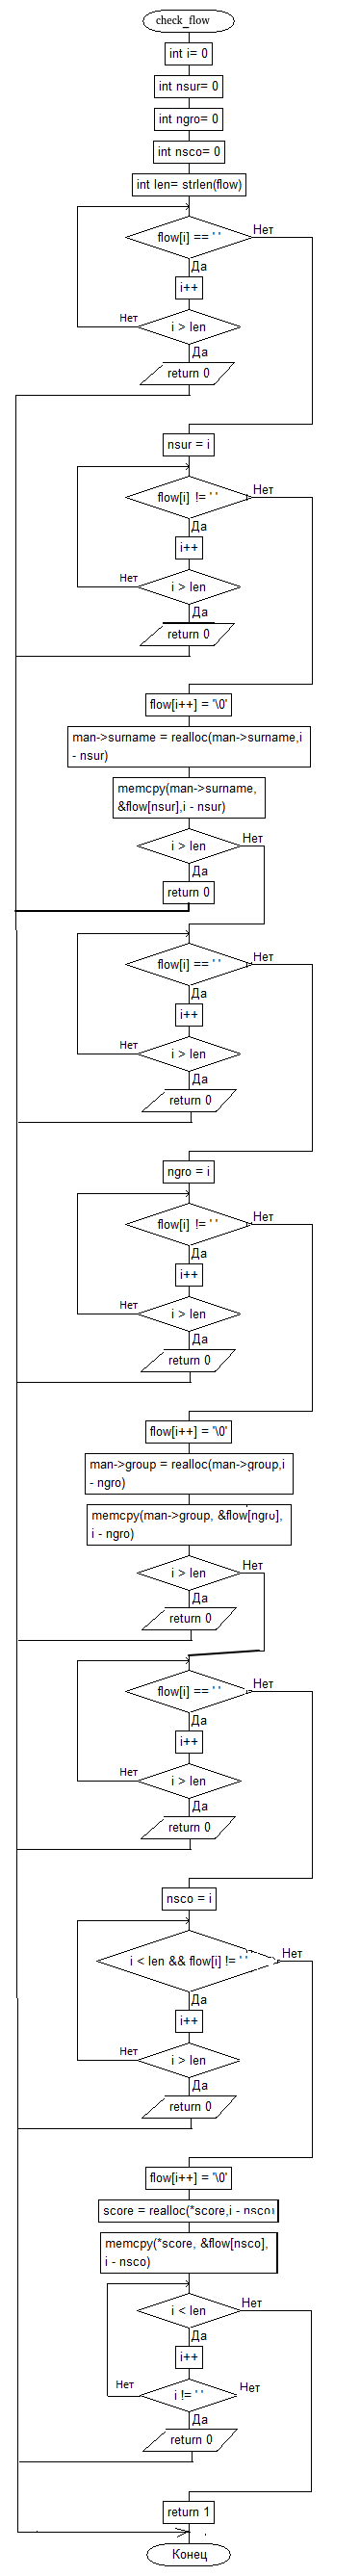 check_flow
int i= 0
int nsur= 0
int ngro= 0
int nsco= 0
int len= strlen(flow)
flow[i] == ' '
Нет
Да
i++
Нет
i > len
Да
return 0
nsur = i
flow[i] != ' '
Нет
Да
i++
Нет
i > len
Да
return 0
flow[i++] = '\0'
man->surname = realloc(man->surname,i
- nsur)
memcpy(man->surname,
&flow[nsur],i - nsur)
i > len
Нет
Да
return 0
flow[i] == ' '
Нет
Да
i++
Нет
i > len
Да
return 0
ngro = i
flow[i] != ' '
Нет
Да
i++
Нет
i > len
Да
return 0
flow[i++] = '\0'
man->group = realloc(man->group,i
- ngro)
memcpy(man->group, &flow[ngro],
i - ngro)
i > len
Нет
Да
return 0
flow[i] == ' '
Нет
Да
i++
Нет
i > len
Да
return 0
nsco = i
i < len && flow[i] != ' '
Нет
Да
i++
Нет
i > len
Да
return 0
flow[i++] = '\0'
score = realloc(*score,i - nsco)
memcpy(*score, &flow[nsco],
i - nsco)
i < len
Нет
Да
i++
Нет
i != ' '
Нет
Да
return 0
return 1
Конец